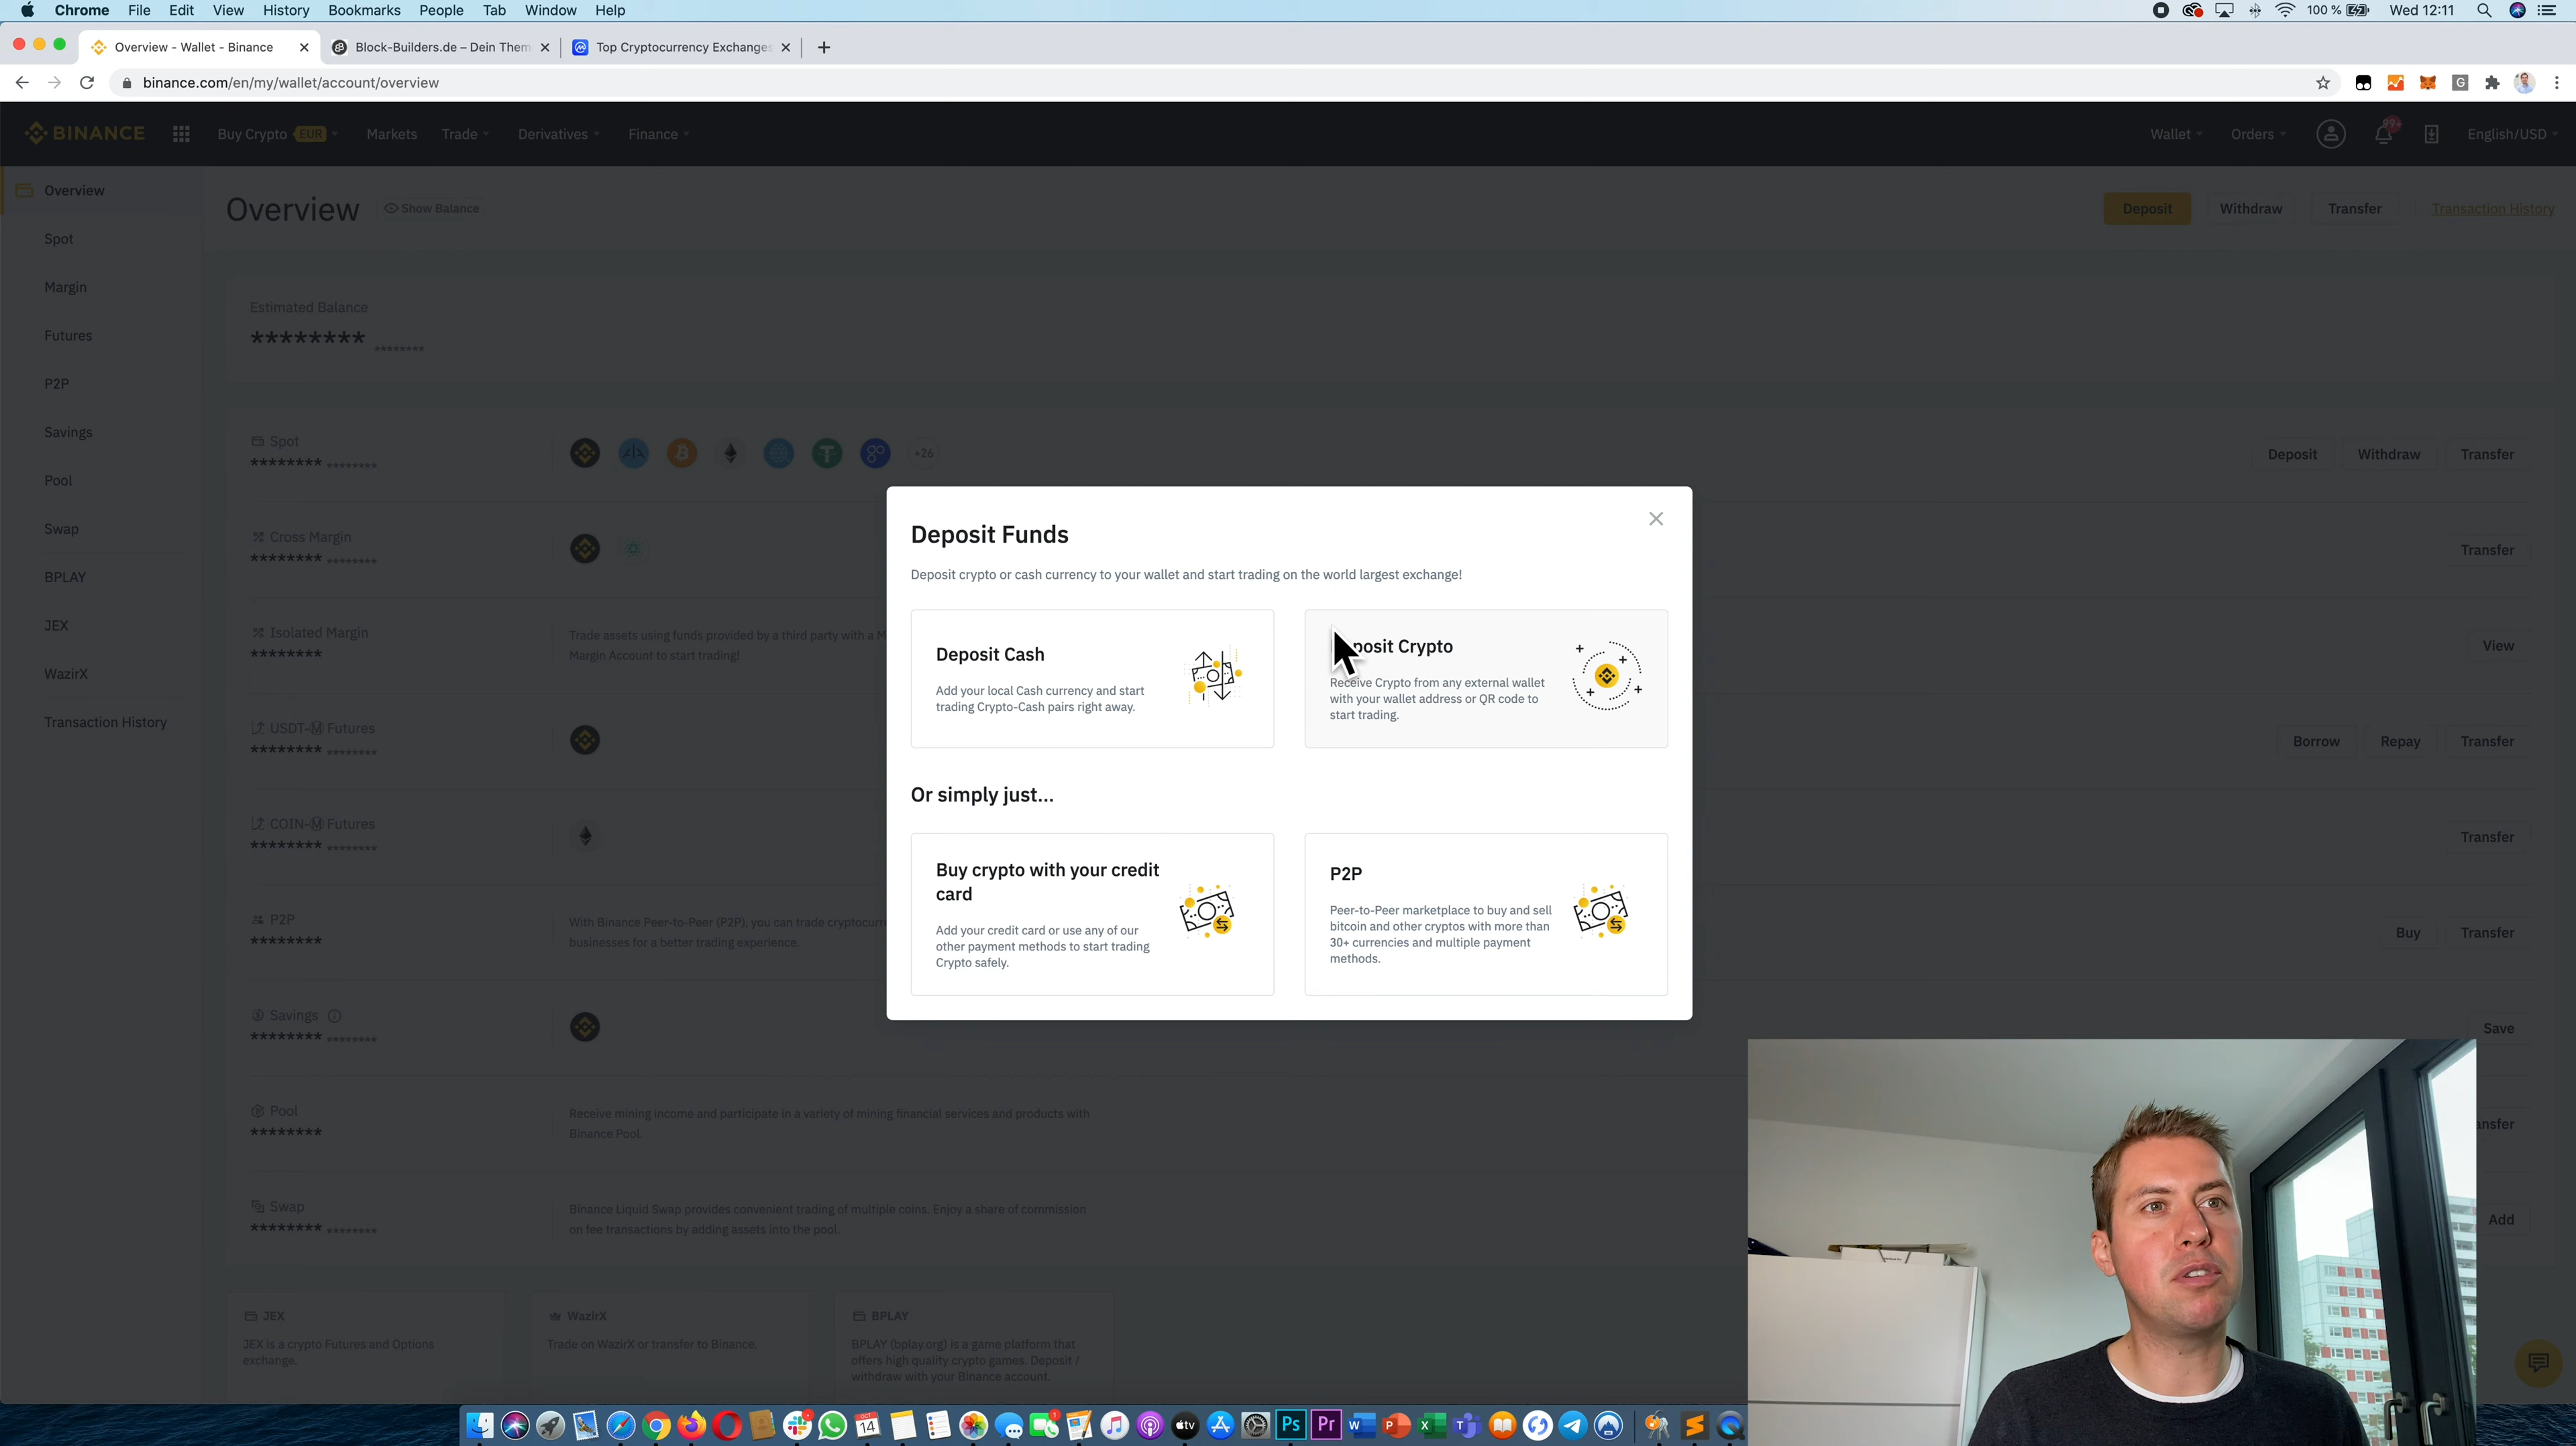 Chrome File Edit View History Bookmarks People Tab Window Help 100 % Wed 12:11
Overview - Wallet - Binance Block-Builders.de – Dein Them Top Cryptocurrency Exchanges
binance.com/en/my/wallet/account/overview
BINANCE Buy Crypto EUR Markets Trade Derivatives Finance Wallet Orders 99+ English/USD
Overview
Spot
Margin
Futures
P2P
Savings
Pool
Swap
BPLAY
JEX
WazirX
Transaction History
Overview Show Balance Deposit Withdraw Transfer Transaction History
Estimated Balance
******** ********
Spot
******** ********
+26
Deposit Withdraw Transfer
Cross Margin
******** ********
Transfer
Isolated Margin
********
Trade assets using funds provided by a third party with a M
Margin Account to start trading!
View
USDT-M Futures
******** ********
Borrow Repay Transfer
COIN-M Futures
******** ********
Transfer
P2P
********
With Binance Peer-to-Peer (P2P), you can trade cryptocurr
businesses for a better trading experience.
Buy Transfer
Savings
******** ********
Save
Pool
********
Receive mining income and participate in a variety of mining financial services and products with
Binance Pool.
ansfer
Swap
******** ********
Binance Liquid Swap provides convenient trading of multiple coins. Enjoy a share of commission
on fee transactions by adding assets into the pool.
Add
JEX
JEX is a crypto Futures and Options
exchange.
WazirX
Trade on WazirX or transfer to Binance.
BPLAY
BPLAY (bplay.org) is a game platform that
offers high quality crypto games. Deposit /
withdraw with your Binance account.
Deposit Funds
Deposit crypto or cash currency to your wallet and start trading on the world largest exchange!
Deposit Cash
Add your local Cash currency and start
trading Crypto-Cash pairs right away.
posit Crypto
Receive Crypto from any external wallet
with your wallet address or QR code to
start trading.
Or simply just...
Buy crypto with your credit
card
Add your credit card or use any of our
other payment methods to start trading
Crypto safely.
P2P
Peer-to-Peer marketplace to buy and sell
bitcoin and other cryptos with more than
30+ currencies and multiple payment
methods.
OCT
14
1
tv
Ps
Pr
W
P
X
T